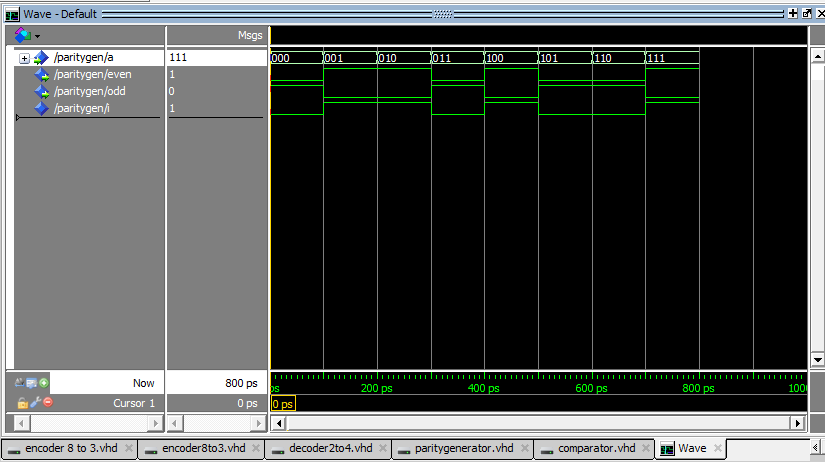 Wave - Default
Msgs
/paritygen/a 111 000 001 010 011 100 101 110 111
/paritygen/even 1
/paritygen/odd 0
/paritygen/i 1
Now 800 ps ps 200 ps 400 ps 600 ps 800 ps 1000
Cursor 1 0 ps 0 ps
encoder 8 to 3.vhd encoder8to3.vhd decoder2to4.vhd paritygenerator.vhd comparator.vhd Wave